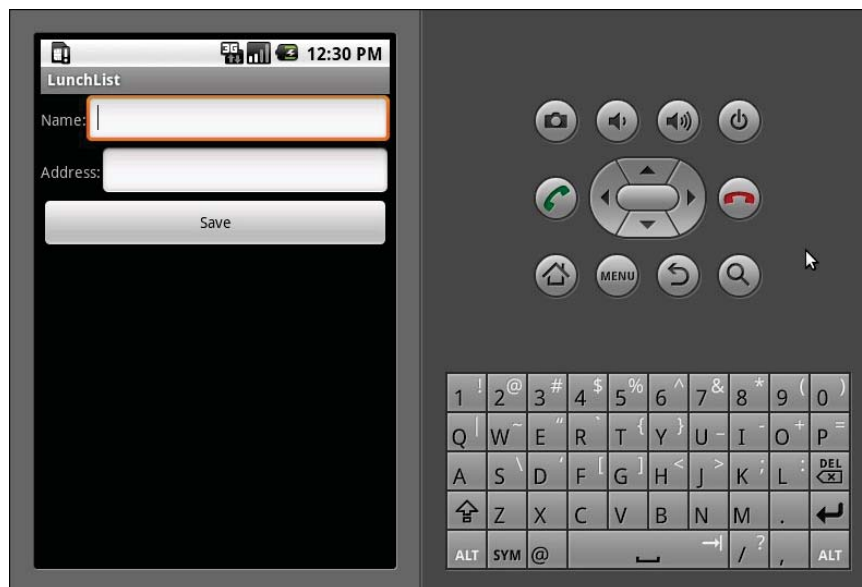 3G 12:30 PM
LunchList
Name:
Address:
Save
MENU
1 ! 2 @ 3 # 4 $ 5 % 6 ^ 7 & 8 * 9 ( 0 )
Q | W ~ E " R ` T { Y } U _ I - O + P =
A S \ D ' F [ G ] H < J > K ; L : DEL
Z X C V B N M .
ALT SYM @ / ? , ALT